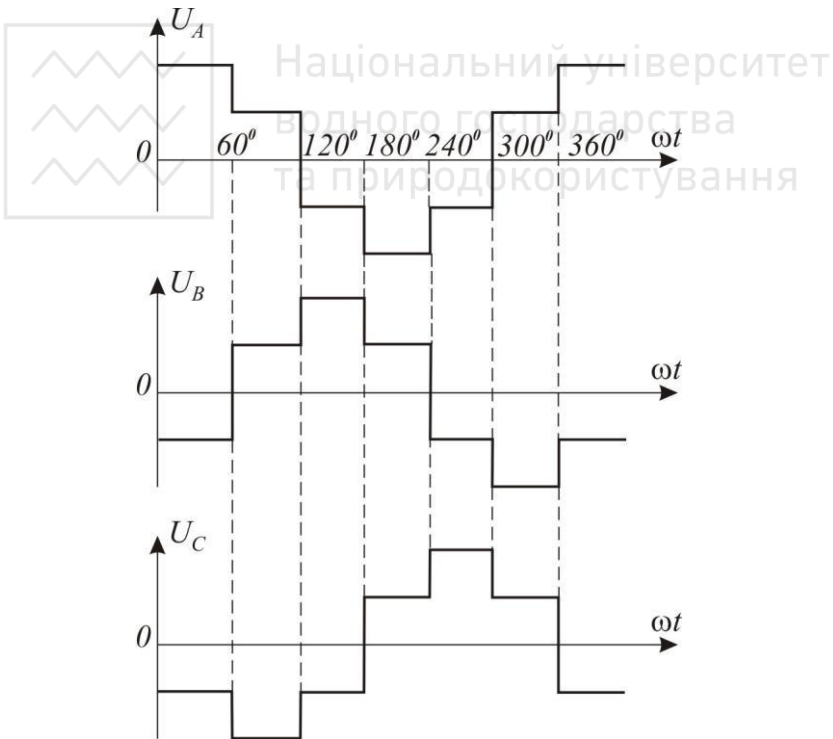 U_A
Національний університет
водного господарства
та природокористування
0 60⁰ 120⁰ 180⁰ 240⁰ 300⁰ 360⁰ ωt
U_B
0 ωt
U_C
0 ωt